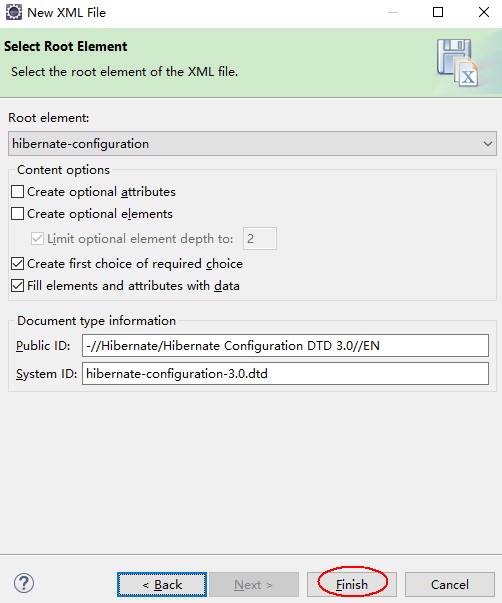 New XML File
Select Root Element
Select the root element of the XML file.
Root element:
hibernate-configuration
Content options
Create optional attributes
Create optional elements
Limit optional element depth to: 2
Create first choice of required choice
Fill elements and attributes with data
Document type information
Public ID: -//Hibernate/Hibernate Configuration DTD 3.0//EN
System ID: hibernate-configuration-3.0.dtd
? < Back Next > Finish Cancel